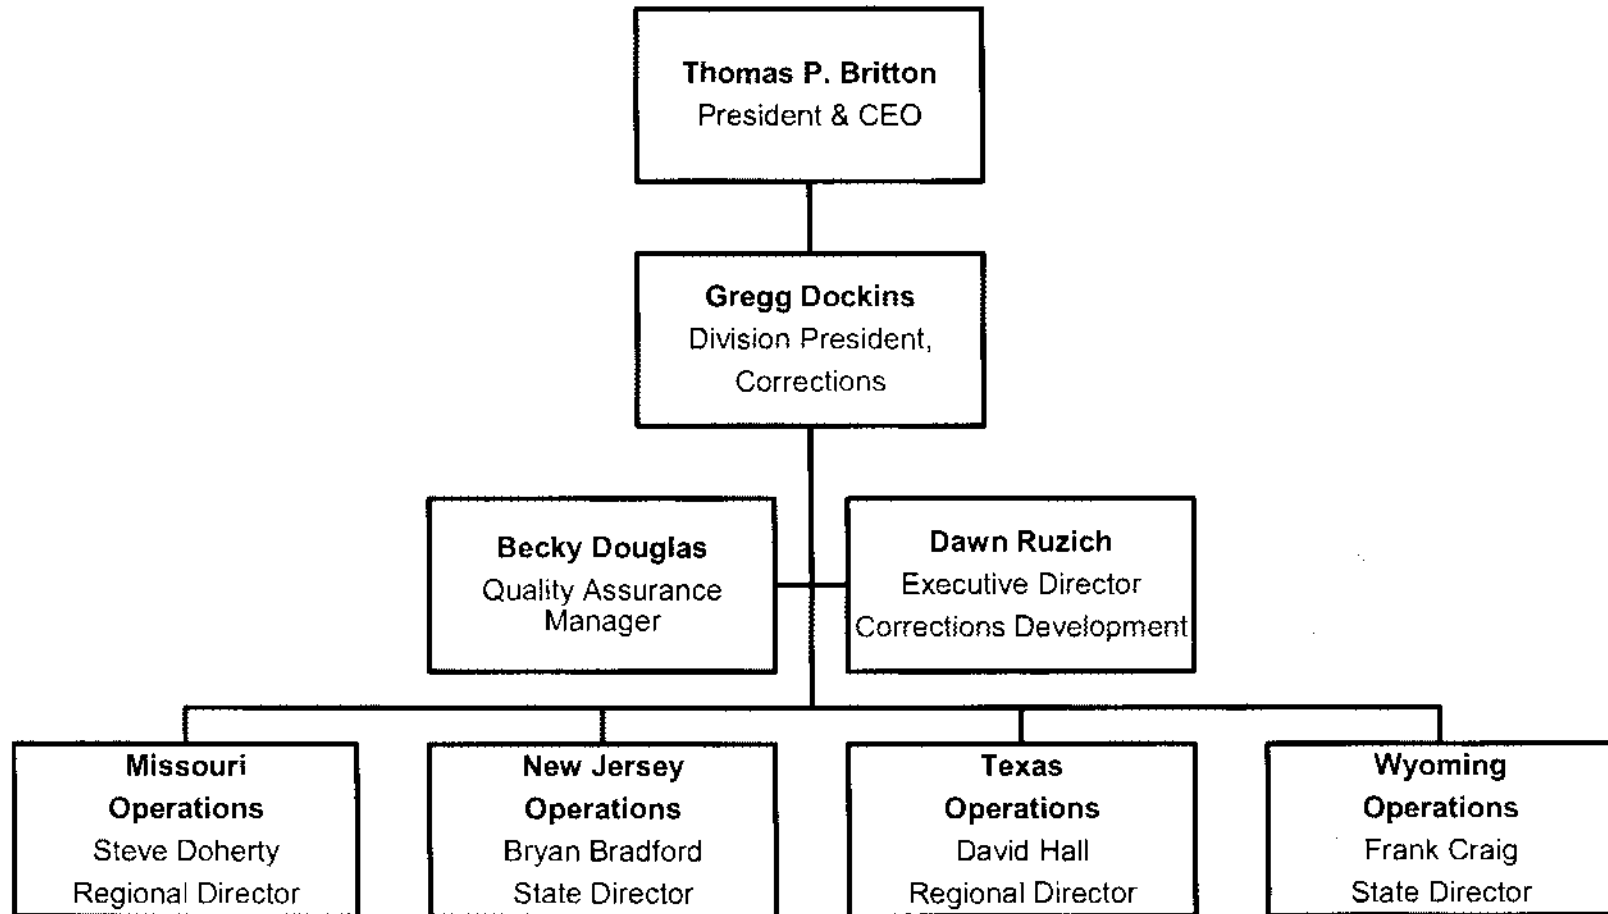 Thomas P. Britton
President & CEO
Gregg Dockins
Division President,
Corrections
Becky Douglas
Quality Assurance
Manager
Dawn Ruzich
Executive Director
Corrections Development
Missouri
Operations
Steve Doherty
Regional Director
New Jersey
Operations
Bryan Bradford
State Director
Texas
Operations
David Hall
Regional Director
Wyoming
Operations
Frank Craig
State Director